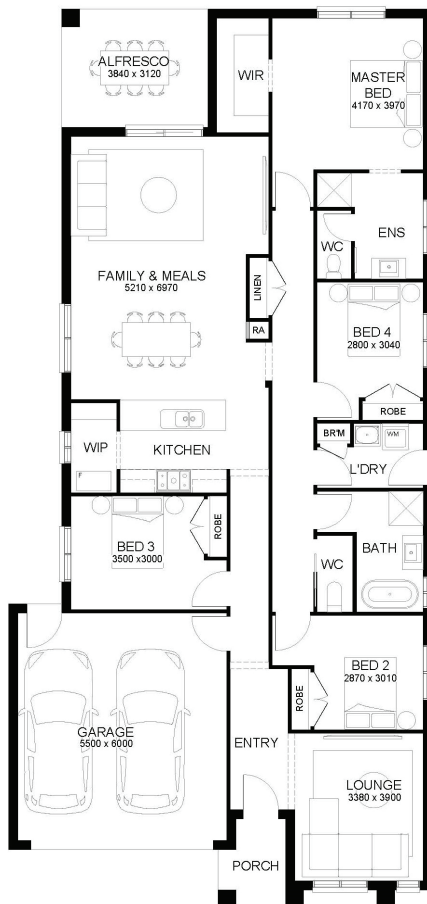 ALFRESCO
3840 x 3120
WIR
MASTER
BED
4170 x 3970
ENS
WC
FAMILY & MEALS
5210 x 6970
LINEN
RA
BED 4
2800 x 3040
ROBE
WIP
KITCHEN
F
BR'M
WM
L'DRY
BED 3
3500 x3000
ROBE
BATH
WC
BED 2
2870 x 3010
ROBE
GARAGE
5500 x 6000
ENTRY
LOUNGE
3380 x 3900
PORCH